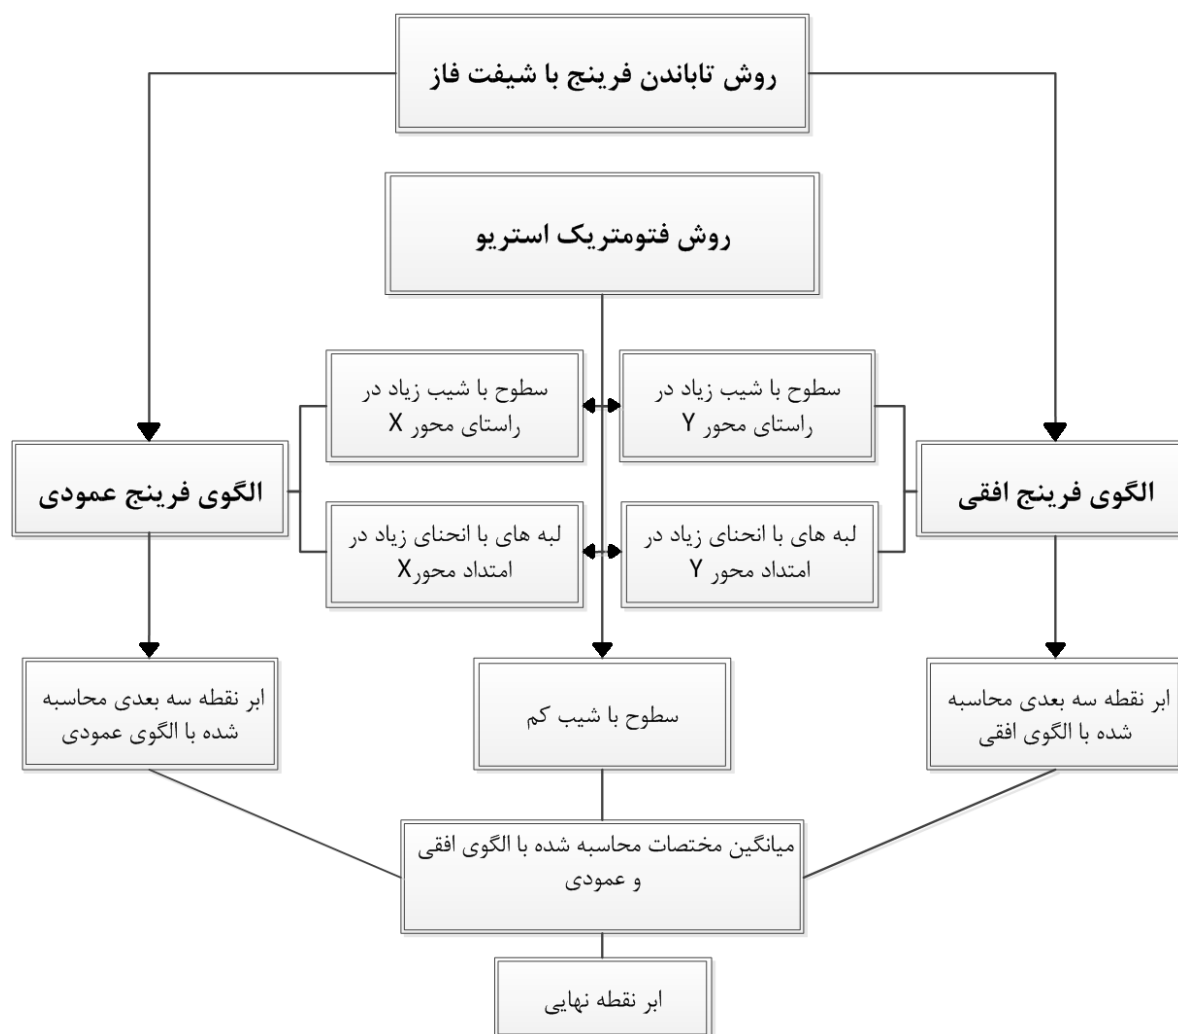 روش تاباندن فرینج با شیفت فاز
روش فتومتریک استریو
سطوح با شیب زیاد در
راستای محور Y
سطوح با شیب زیاد در
راستای محور X
الگوی فرینج افقی
الگوی فرینج عمودی
لبه های با انحنای زیاد در
امتداد محور Y
لبه های با انحنای زیاد در
امتداد محورX
ابر نقطه سه بعدی محاسبه
شده با الگوی افقی
سطوح با شیب کم
ابر نقطه سه بعدی محاسبه
شده با الگوی عمودی
میانگین مختصات محاسبه شده با الگوی افقی
و عمودی
ابر نقطه نهایی